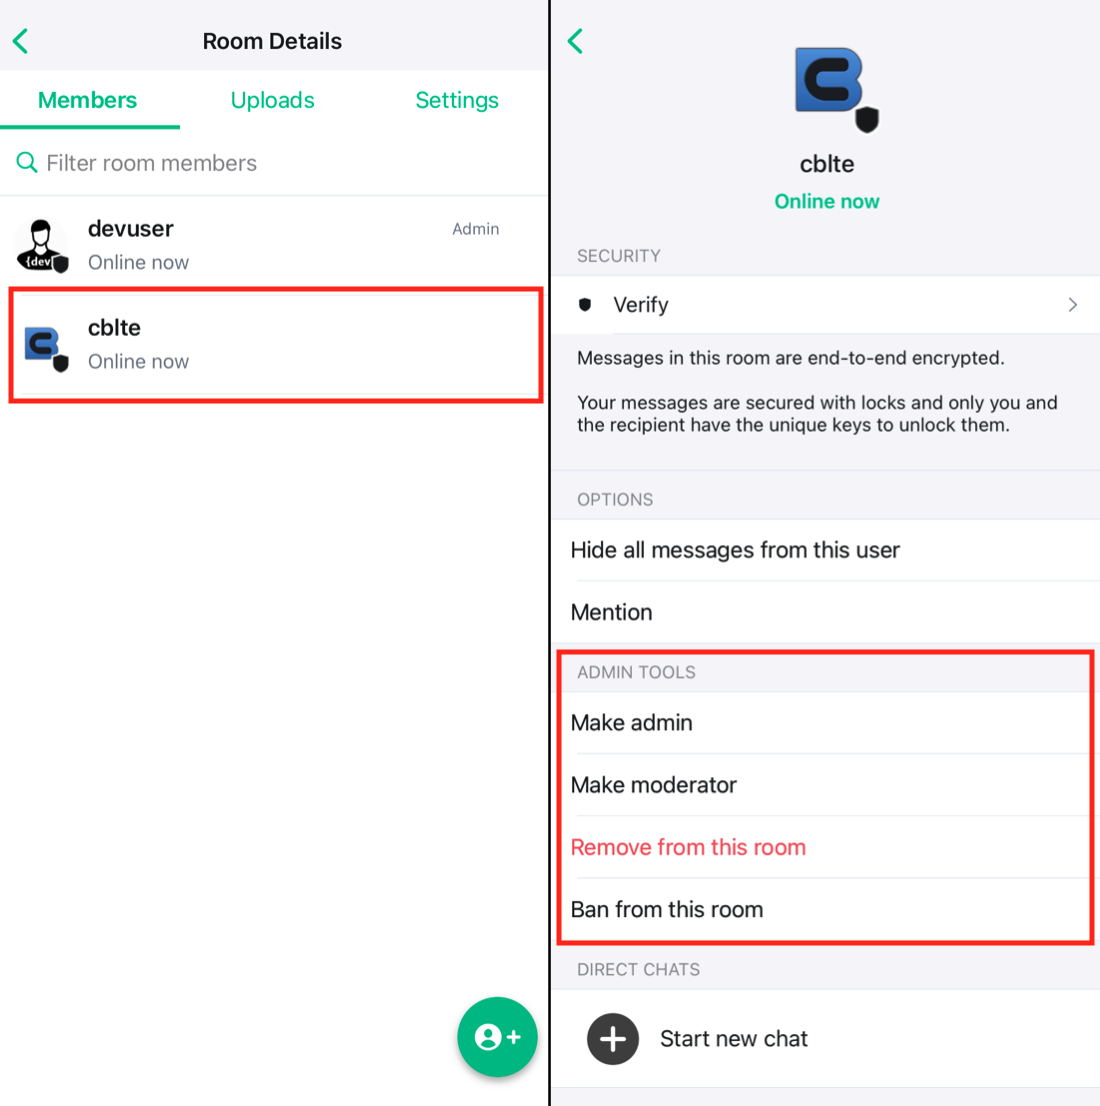 Room Details
Members
Uploads
Settings
Filter room members
devuser
Admin
Online now
{dev
cblte
Online now
cblte
Online now
SECURITY
Verify
Messages in this room are end-to-end encrypted.
Your messages are secured with locks and only you and
the recipient have the unique keys to unlock them.
OPTIONS
Hide all messages from this user
Mention
ADMIN TOOLS
Make admin
Make moderator
Remove from this room
Ban from this room
DIRECT CHATS
Start new chat